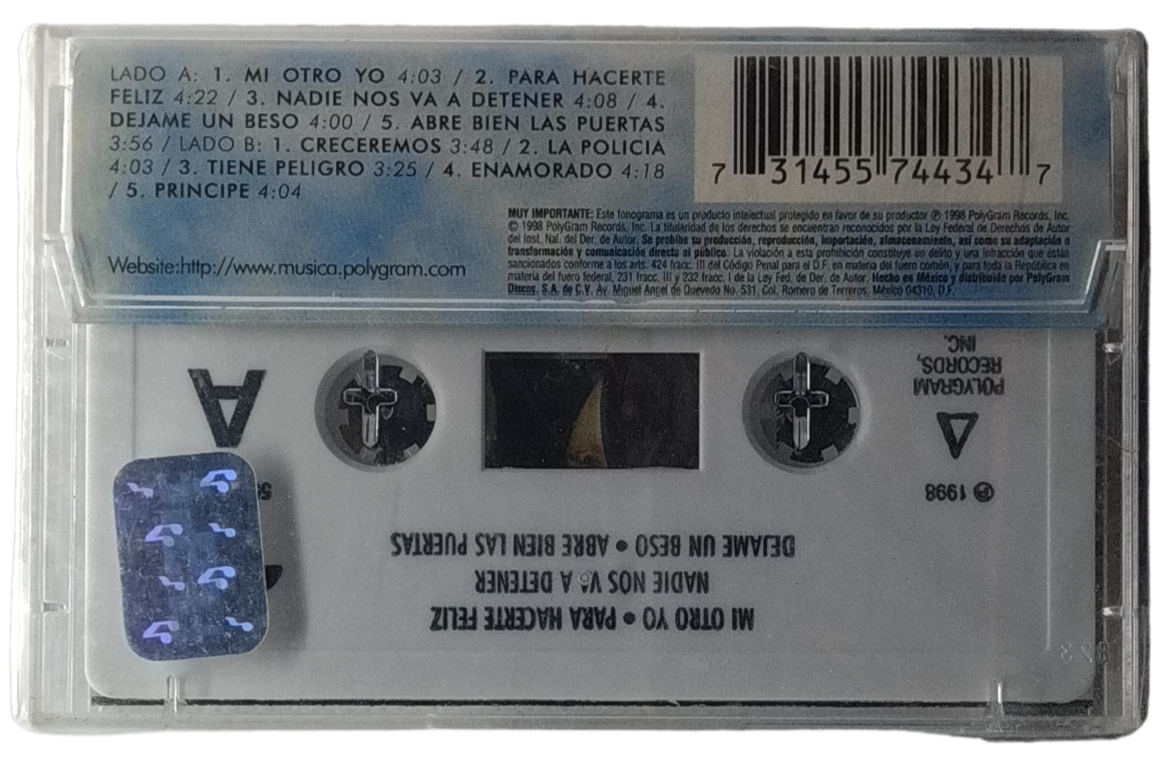 LADO A: 1. MI OTRO YO 4:03 / 2. PARA HACERTE
FELIZ 4:22 / 3. NADIE NOS VA A DETENER 4:08 / 4.
DEJAME UN BESO 4:00 / 5. ABRE BIEN LAS PUERTAS
3:56 / LADO B: 1. CRECEREMOS 3:48 / 2. LA POLICIA
4:03 / 3. TIENE PELIGRO 3:25 / 4. ENAMORADO 4:18
/ 5. PRINCIPE 4:04
Website:http://www.musica.polygram.com
7 31455 74434 7
MUY IMPORTANTE: Este fonograma es un producto intelectual protegido en favor de su productor ℗ 1998 PolyGram Records, Inc.
© 1998 PolyGram Records, Inc. La titularidad de los derechos se encuentran reconocidos por la Ley Federal de Derechos de Autor
del Inst. Nal. del Der. de Autor. Se prohibe su producción, reproducción, importación, almacenamiento, así como su adaptación o
transformación y comunicación directa al público. La violación a esta prohibición constituye un delito y una infracción que están
sancionados conforme a los arts. 424 fracc. III del Código Penal para el D.F. en materia del fuero común, y para toda la República en
materia del fuero federal, 231 fracc. III y 232 fracc. I de la Ley Fed. de Der. de Autor. Hecho en México y distribuido por PolyGram
Discos, S.A. de C.V. Av. Miguel Angel de Quevedo No. 531, Col. Romero de Terreros, México 04310, D.F.
MI OTRO YO • PARA HACERTE FELIZ
NADIE NOS VA A DETENER
DEJAME UN BESO • ABRE BIEN LAS PUERTAS
℗ 1998
POLYGRAM
RECORDS,
INC.
A